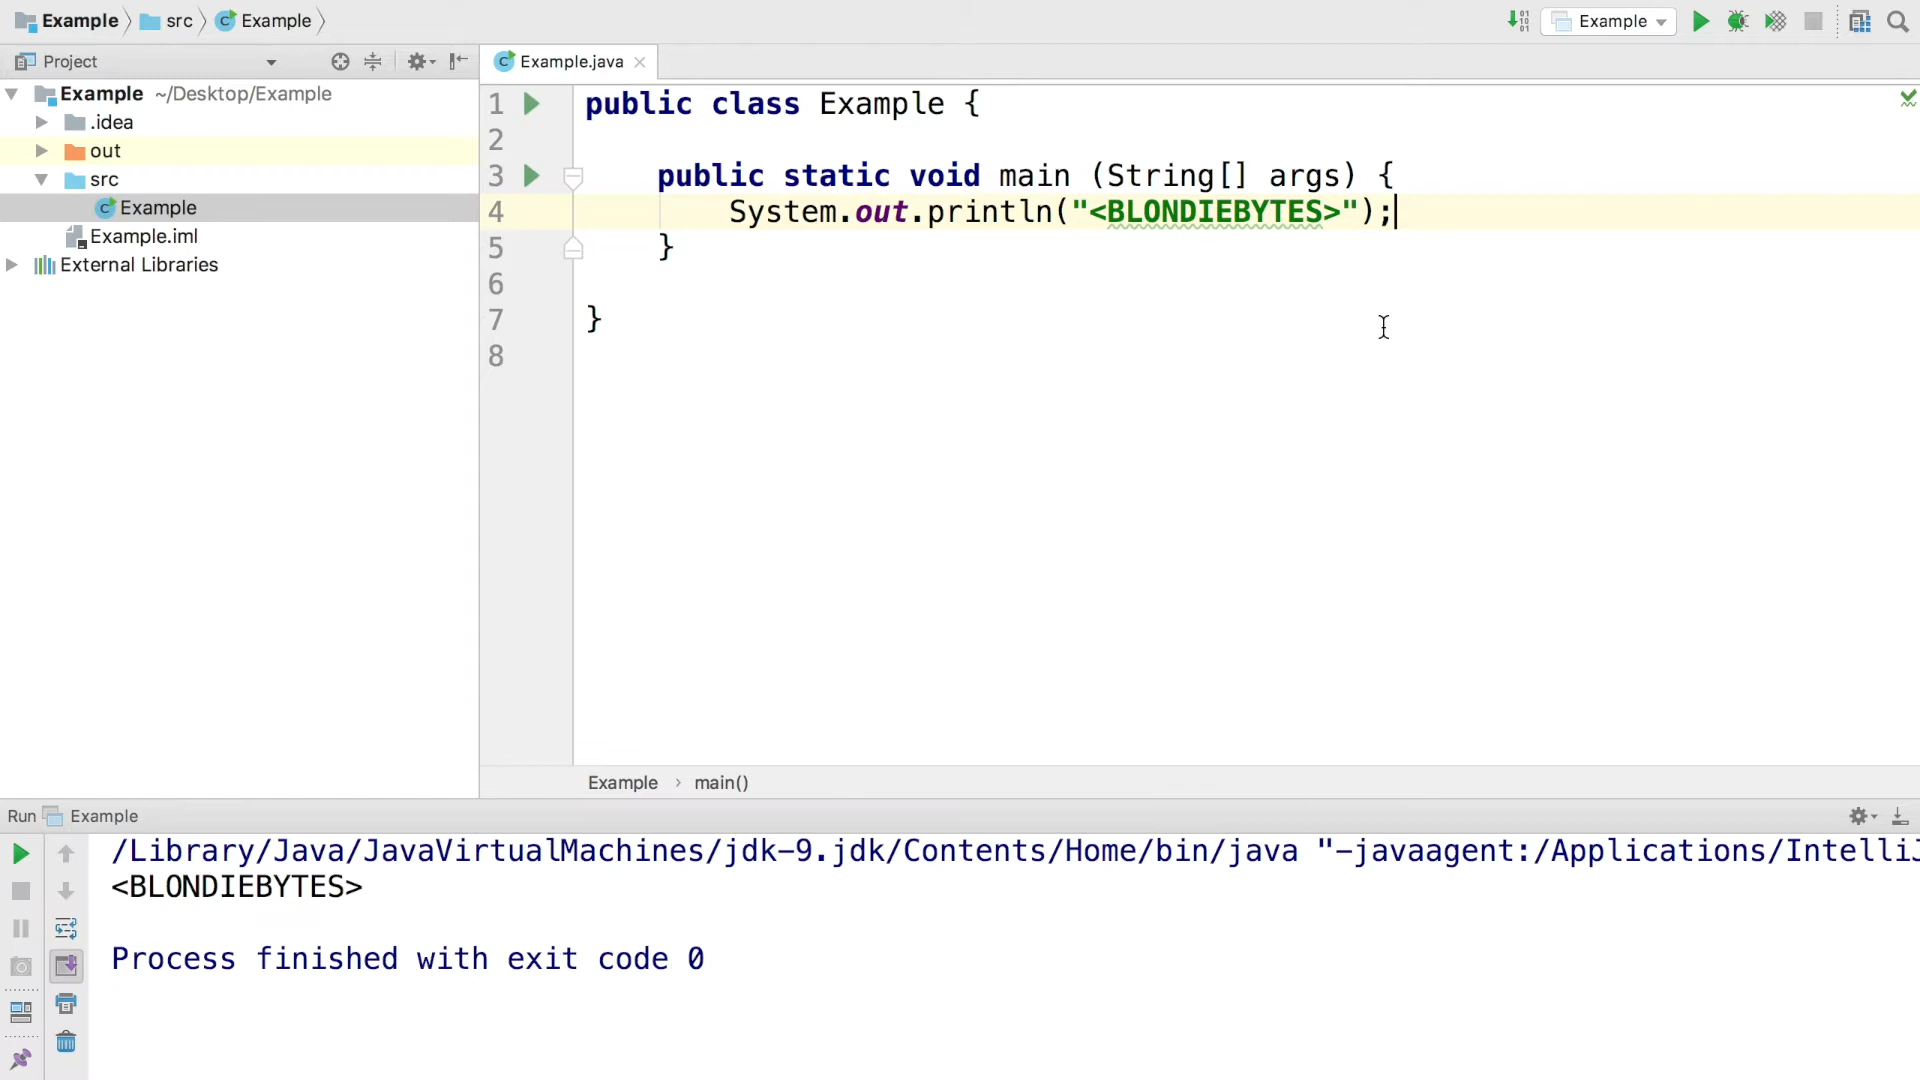 Example src Example
Example
Project
Example.java
Example ~/Desktop/Example
.idea
out
src
Example
Example.iml
External Libraries
1 public class Example {
2
3     public static void main (String[] args) {
4         System.out.println("<BLONDIEBYTES>");
5     }
6
7 }
8
Example › main()
Run Example
/Library/Java/JavaVirtualMachines/jdk-9.jdk/Contents/Home/bin/java "-javaagent:/Applications/IntelliJ
<BLONDIEBYTES>
Process finished with exit code 0